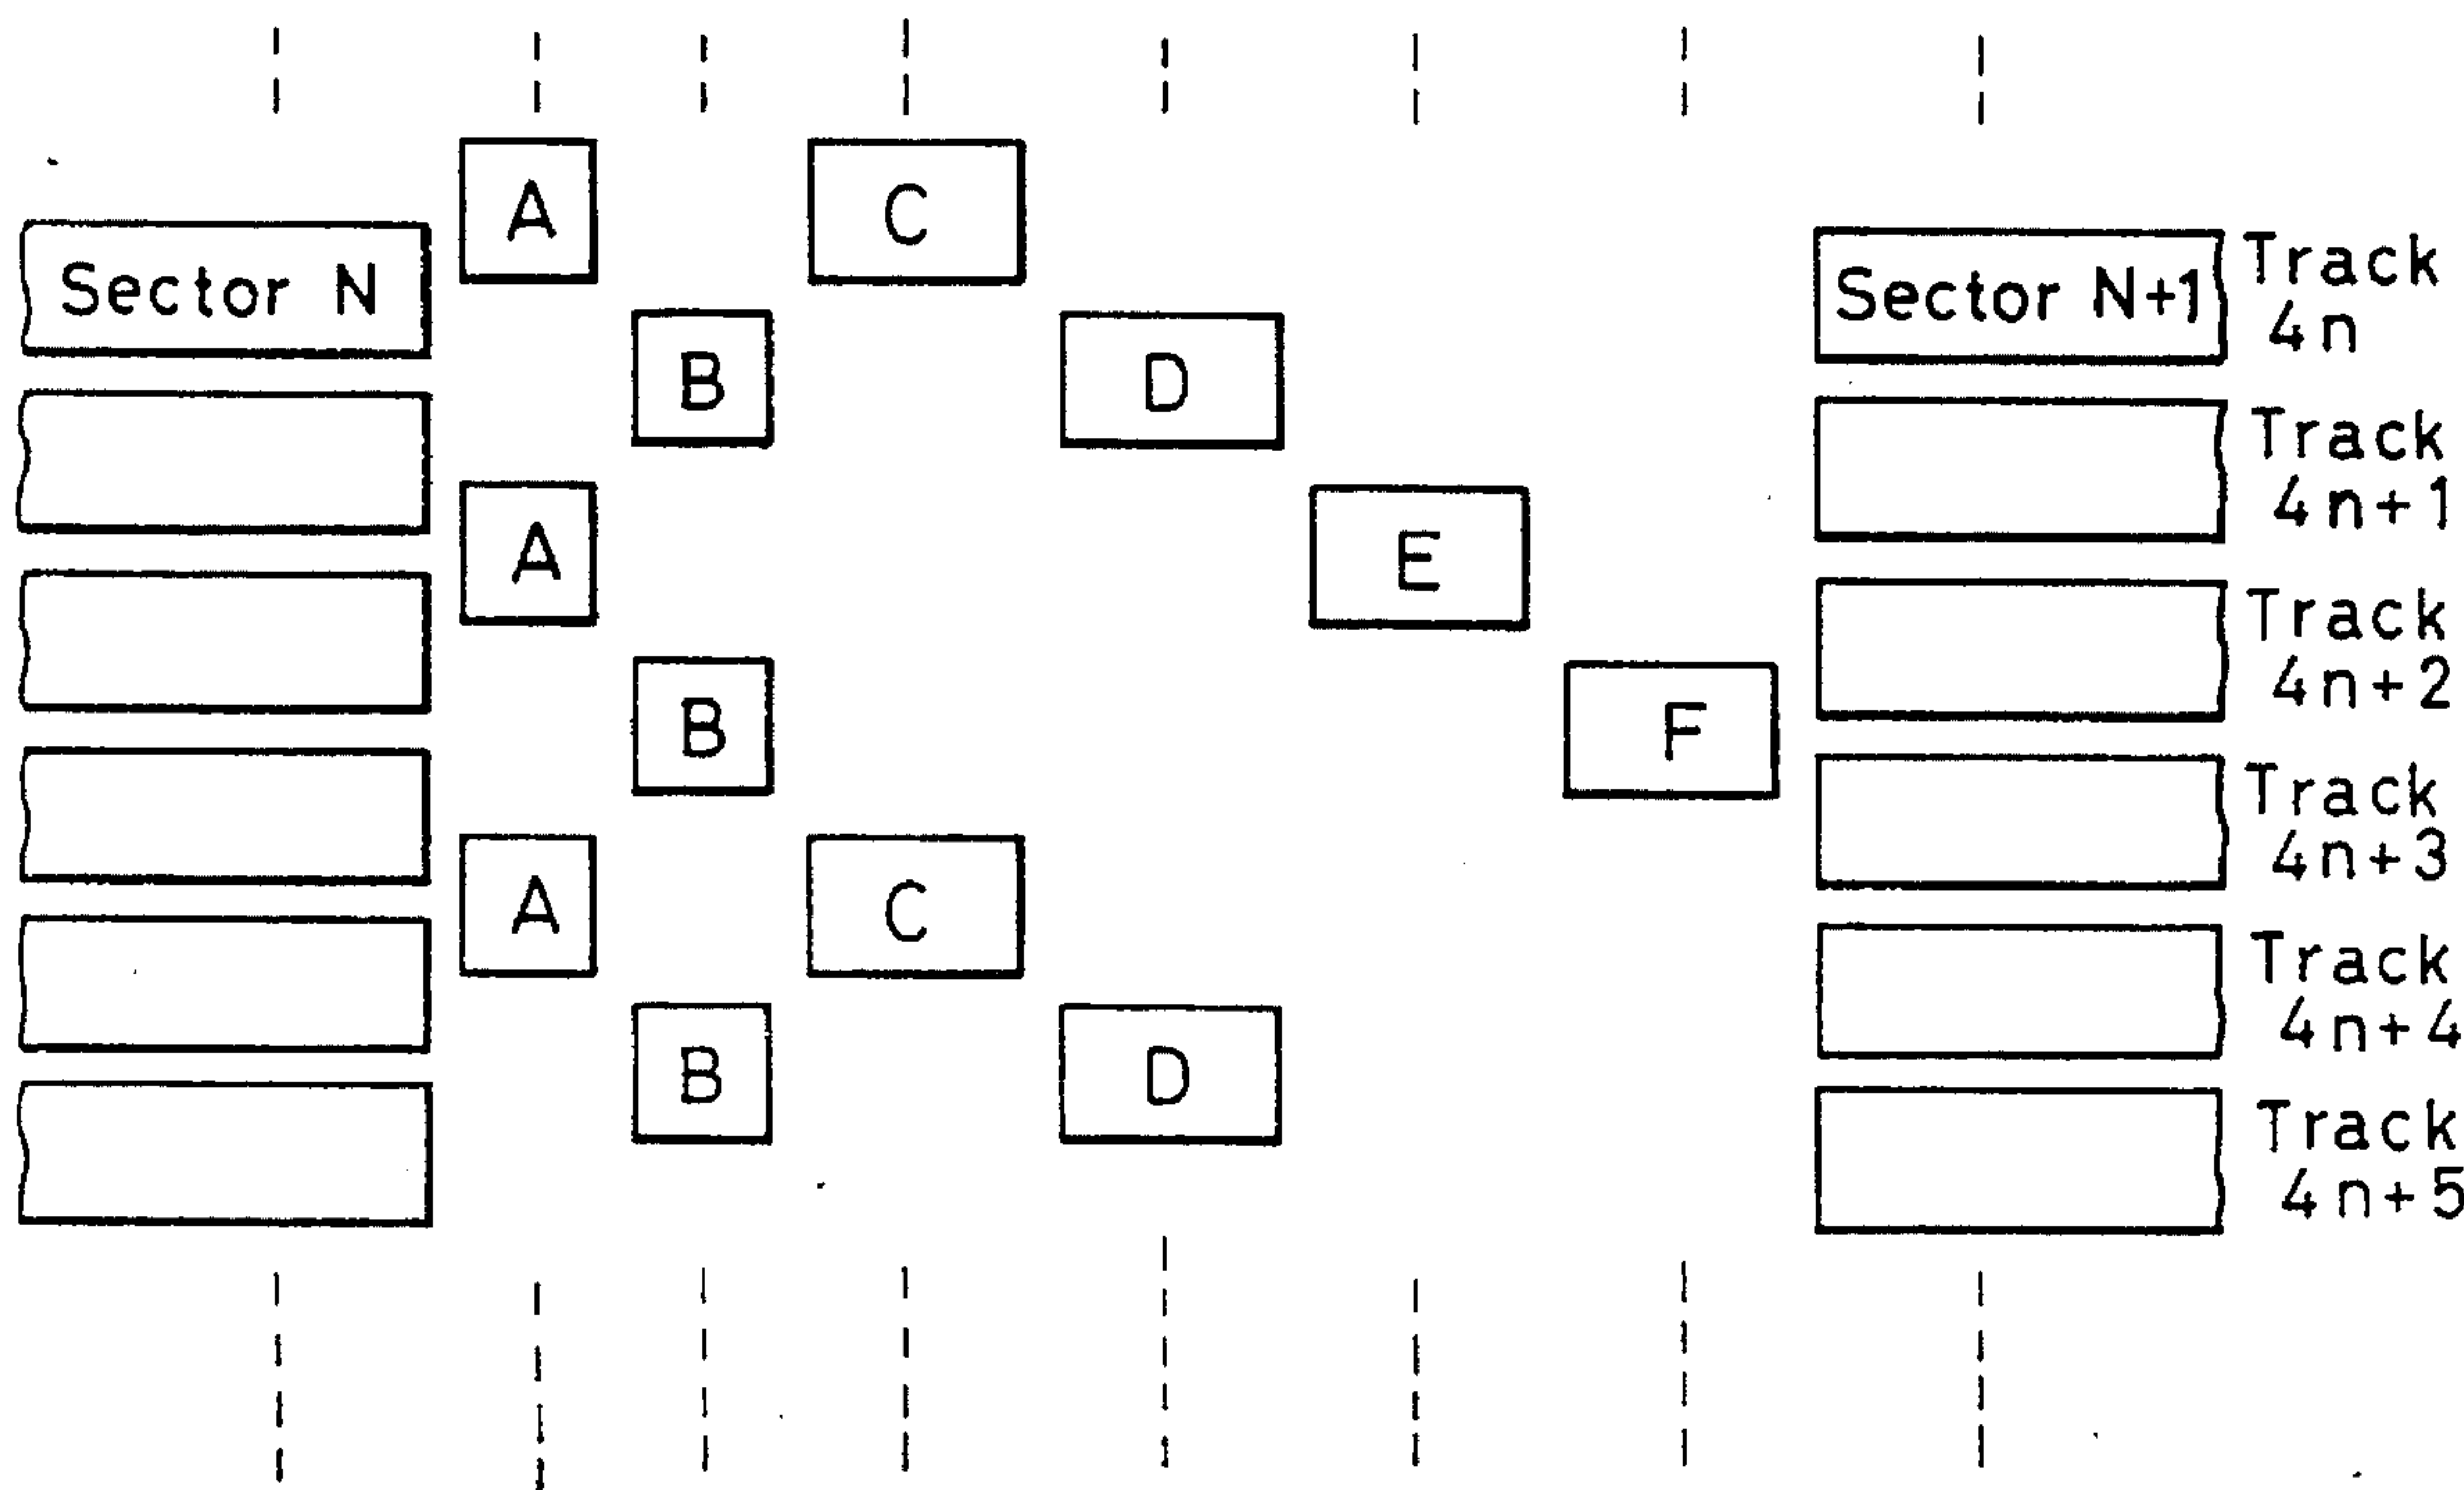 A C
Sector N Sector N+1 Track
4n
B D
Track
4n+1
A E
Track
4n+2
B F
Track
4n+3
A C
Track
4n+4
B D
Track
4n+5